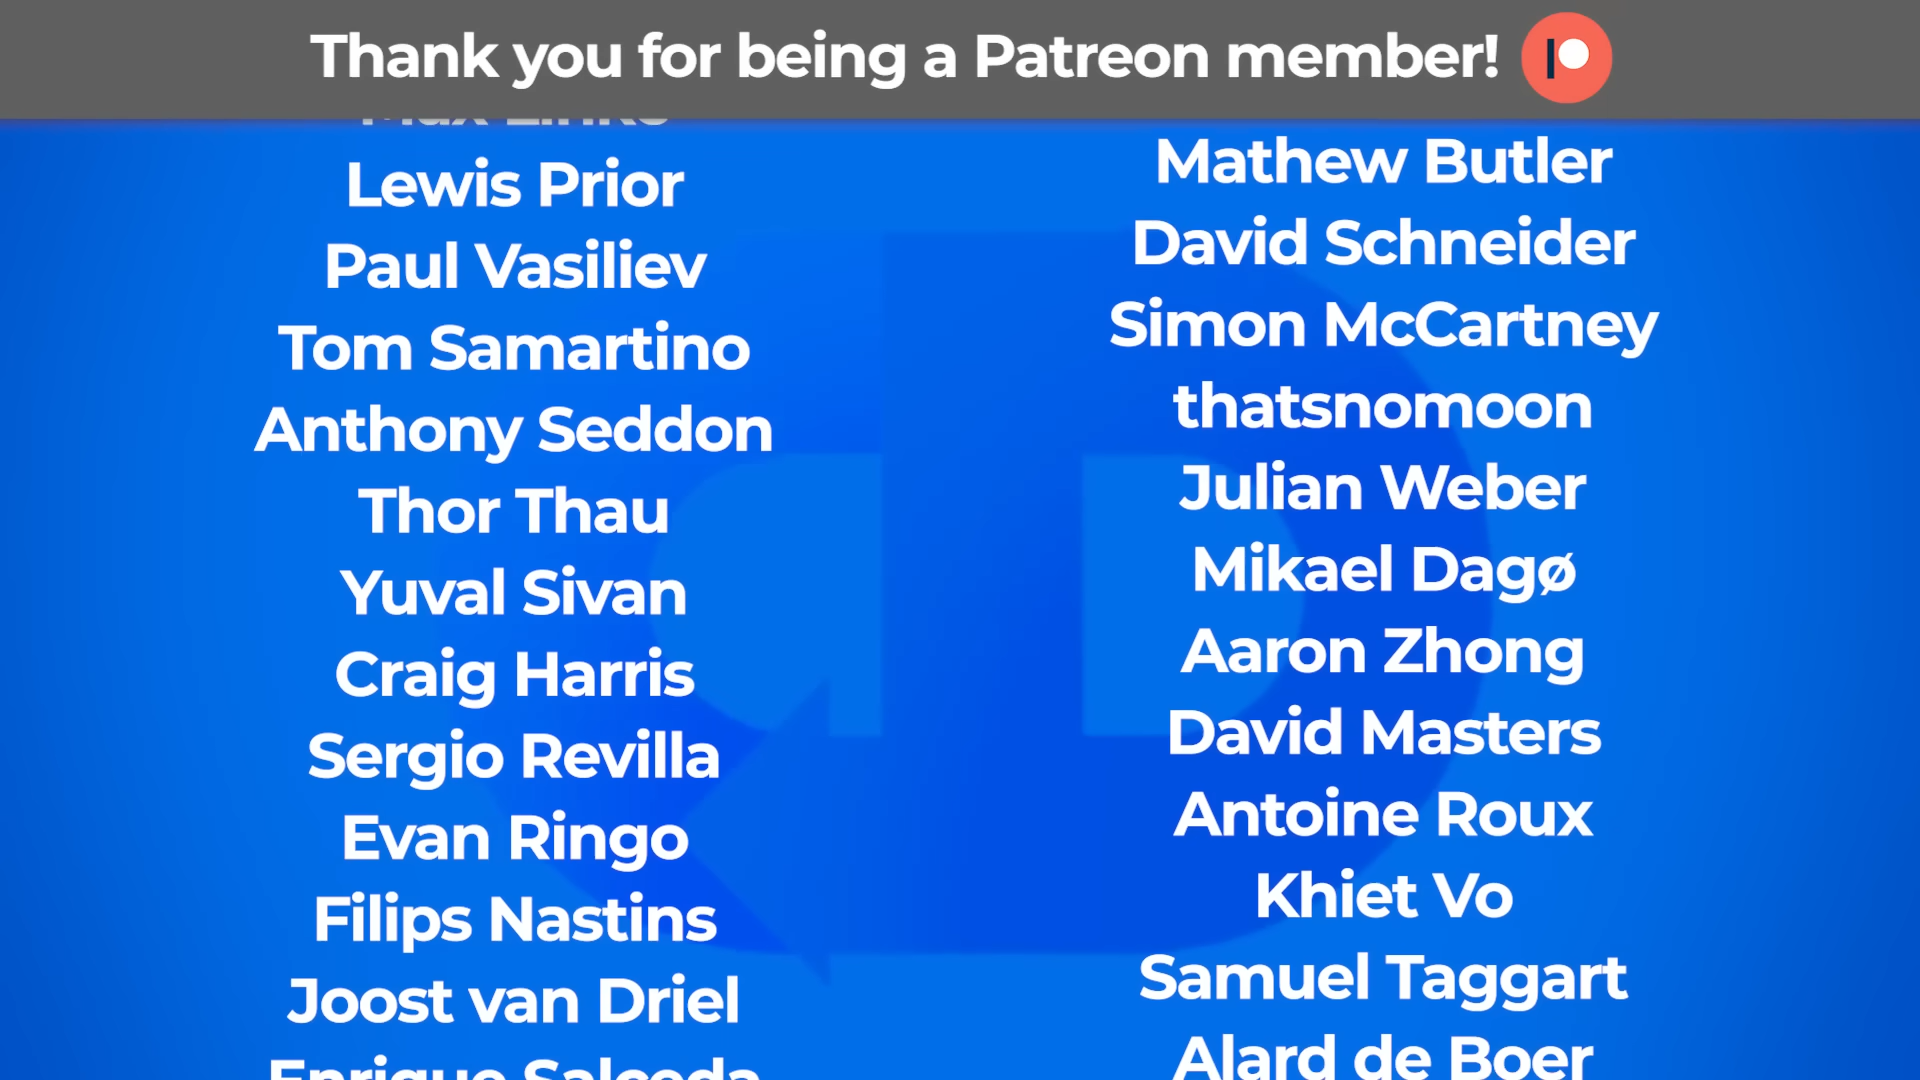 Thank you for being a Patreon member!
Lewis Prior
Paul Vasiliev
Tom Samartino
Anthony Seddon
Thor Thau
Yuval Sivan
Craig Harris
Sergio Revilla
Evan Ringo
Filips Nastins
Joost van Driel
Enrique Salceda
Mathew Butler
David Schneider
Simon McCartney
thatsnomoon
Julian Weber
Mikael Dagø
Aaron Zhong
David Masters
Antoine Roux
Khiet Vo
Samuel Taggart
Alard de Boer